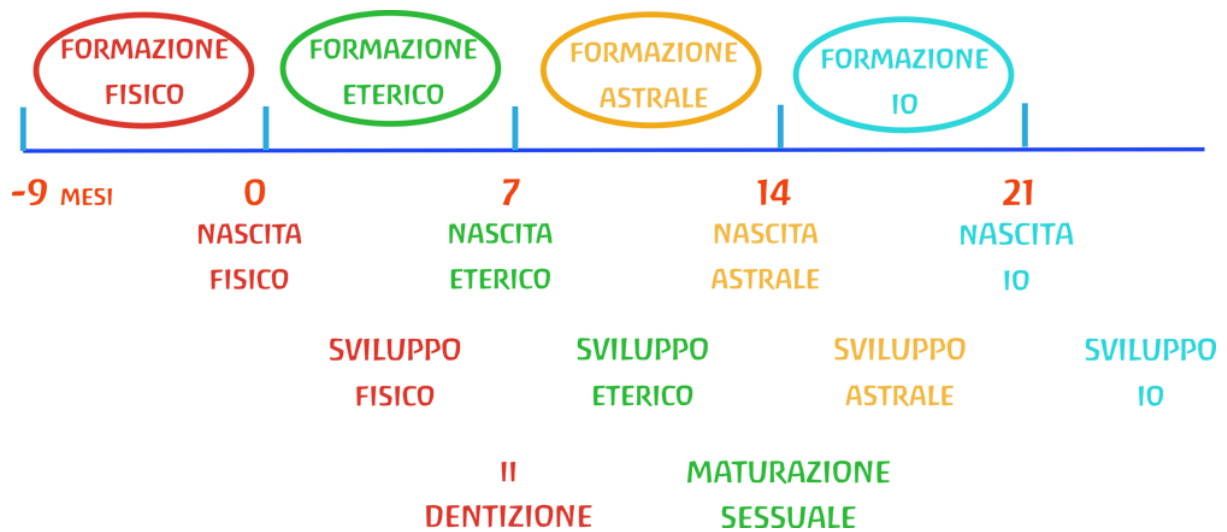 FORMAZIONE FORMAZIONE FORMAZIONE FORMAZIONE
FISICO ETERICO ASTRALE IO
-9 MESI 0 7 14 21
NASCITA NASCITA NASCITA NASCITA
FISICO ETERICO ASTRALE IO
SVILUPPO SVILUPPO SVILUPPO SVILUPPO
FISICO ETERICO ASTRALE IO
II MATURAZIONE
DENTIZIONE SESSUALE